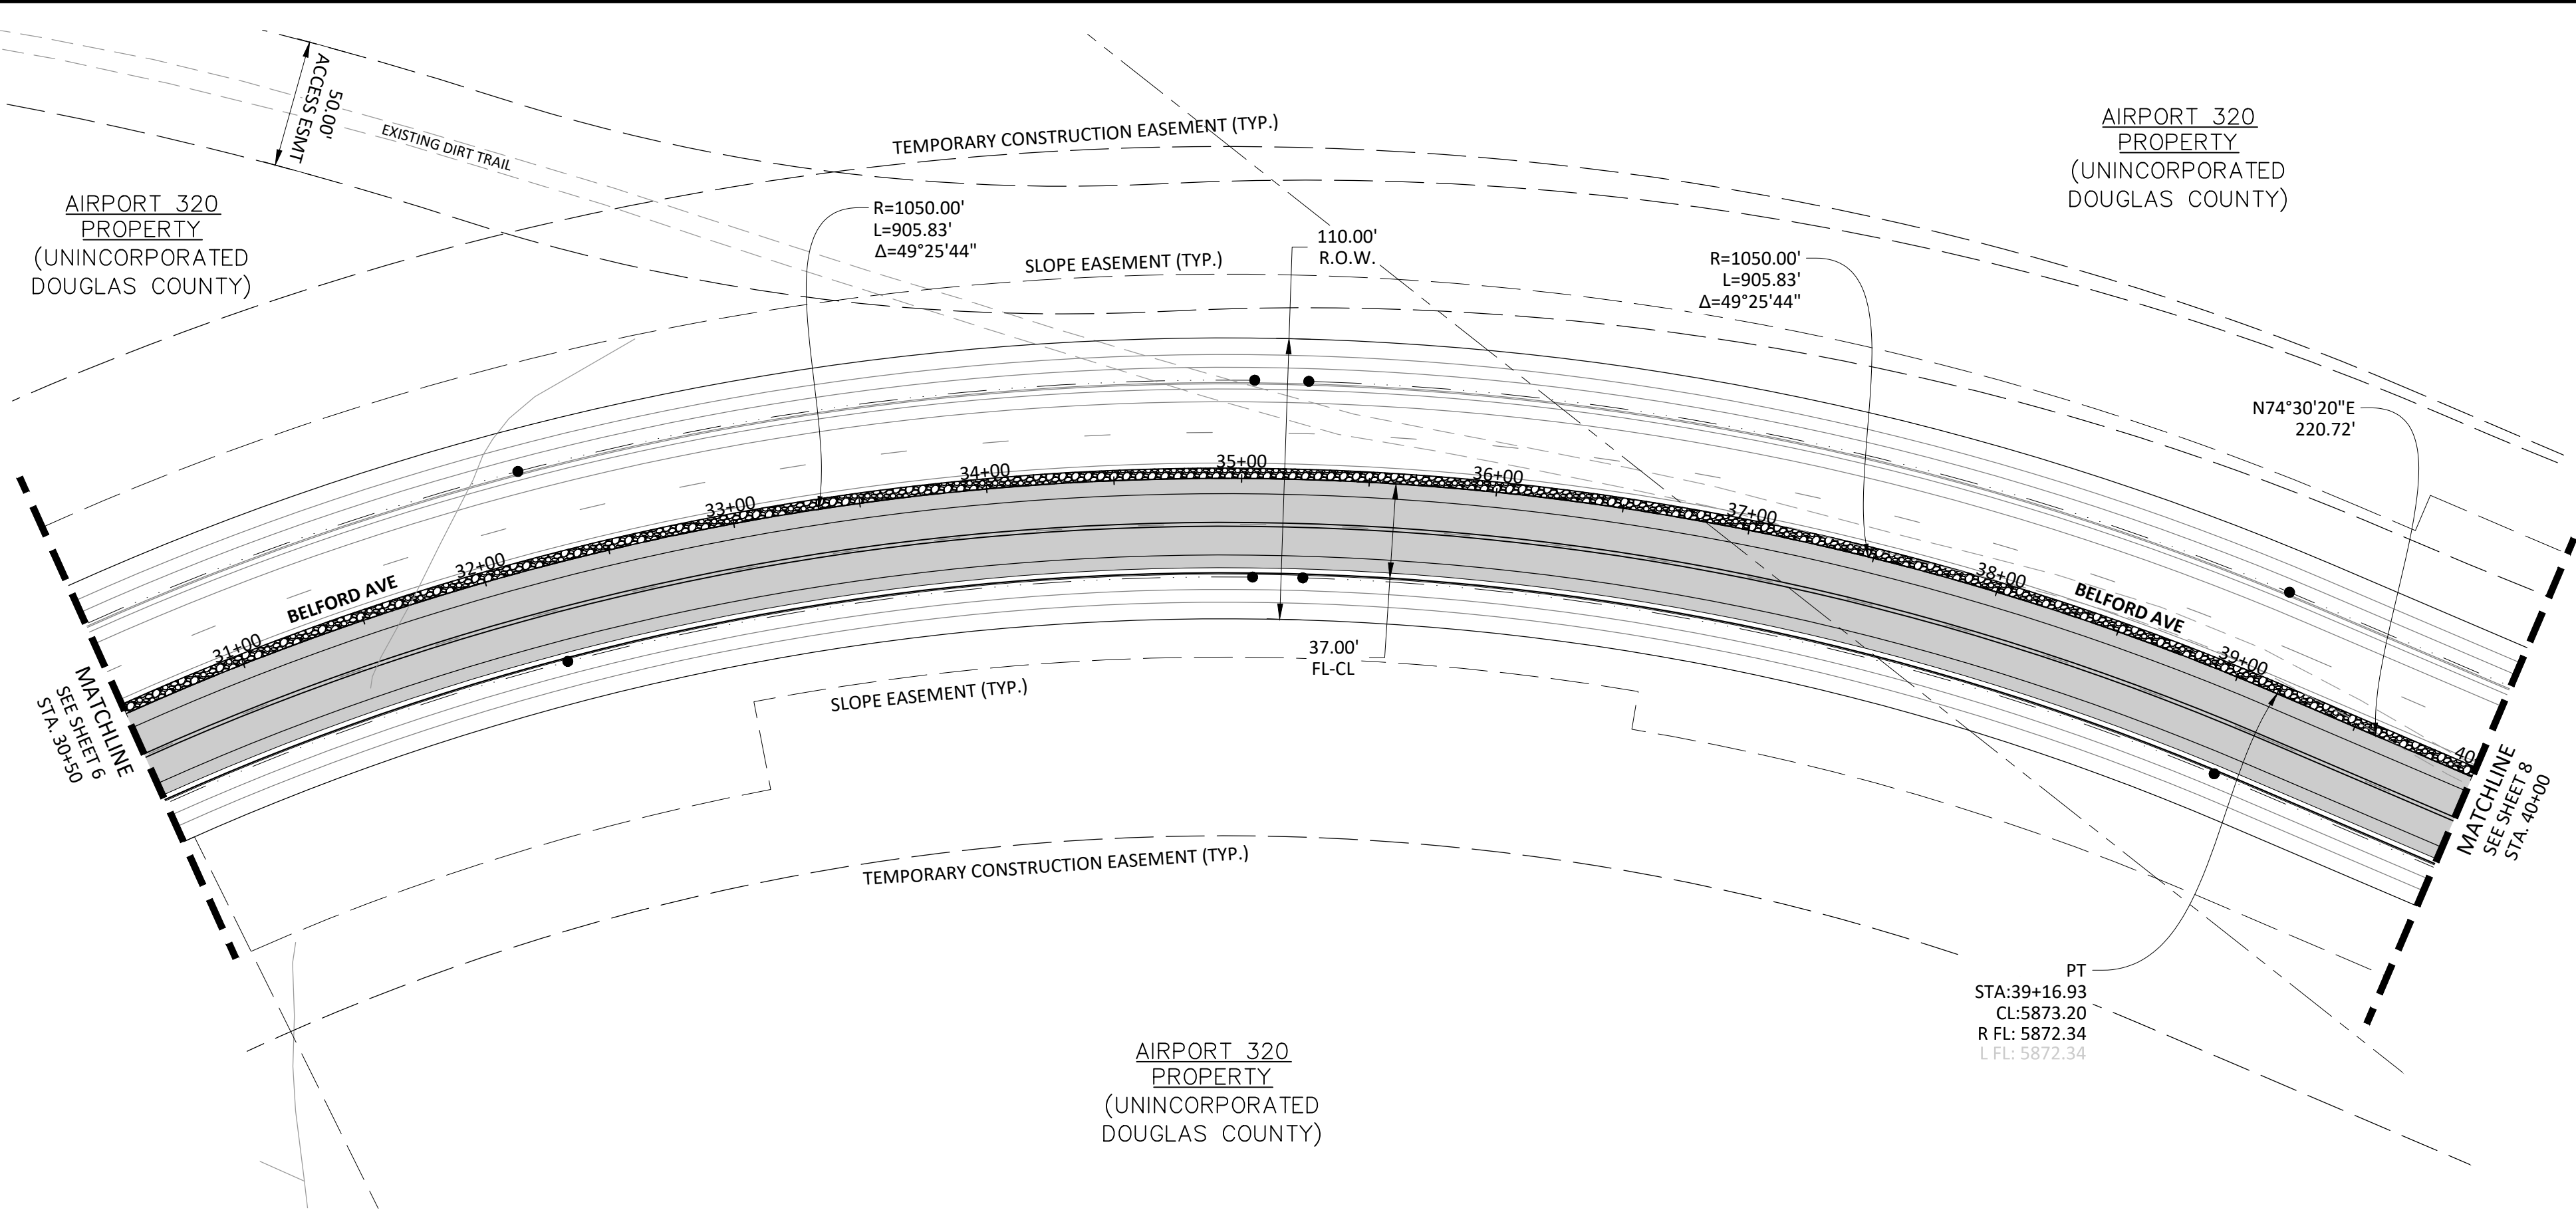 50.00'
ACCESS ESMT
EXISTING DIRT TRAIL
TEMPORARY CONSTRUCTION EASEMENT (TYP.)
AIRPORT 320
PROPERTY
(UNINCORPORATED
DOUGLAS COUNTY)
AIRPORT 320
PROPERTY
(UNINCORPORATED
DOUGLAS COUNTY)
R=1050.00'
L=905.83'
Δ=49°25'44"
SLOPE EASEMENT (TYP.)
110.00'
R.O.W.
R=1050.00'
L=905.83'
Δ=49°25'44"
N74°30'20"E
220.72'
31+00
BELFORD AVE
32+00
33+00
34+00
35+00
36+00
37+00
38+00
BELFORD AVE
39+00
40
MATCHLINE
SEE SHEET 6
STA. 30+50
37.00'
FL-CL
SLOPE EASEMENT (TYP.)
MATCHLINE
SEE SHEET 8
STA. 40+00
TEMPORARY CONSTRUCTION EASEMENT (TYP.)
PT
STA:39+16.93
CL:5873.20
R FL: 5872.34
L FL: 5872.34
AIRPORT 320
PROPERTY
(UNINCORPORATED
DOUGLAS COUNTY)